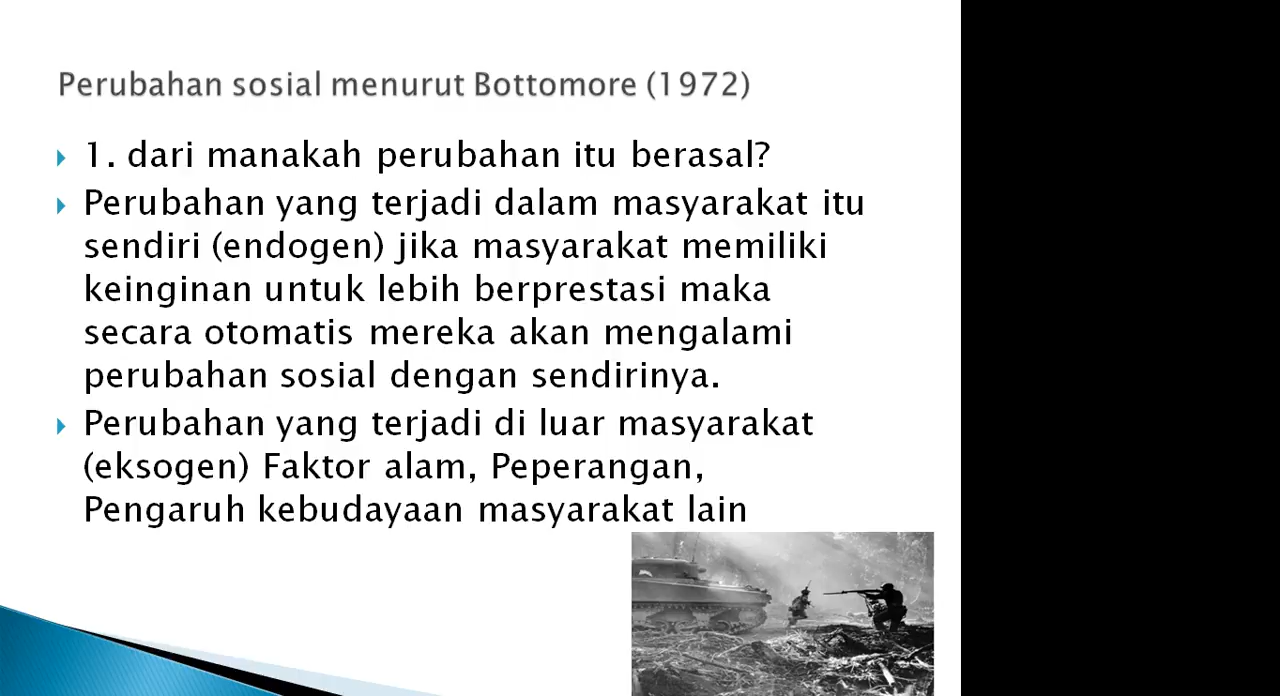 Perubahan sosial menurut Bottomore (1972)
1. dari manakah perubahan itu berasal?
Perubahan yang terjadi dalam masyarakat itu
sendiri (endogen) jika masyarakat memiliki
keinginan untuk lebih berprestasi maka
secara otomatis mereka akan mengalami
perubahan sosial dengan sendirinya.
Perubahan yang terjadi di luar masyarakat
(eksogen) Faktor alam, Peperangan,
Pengaruh kebudayaan masyarakat lain